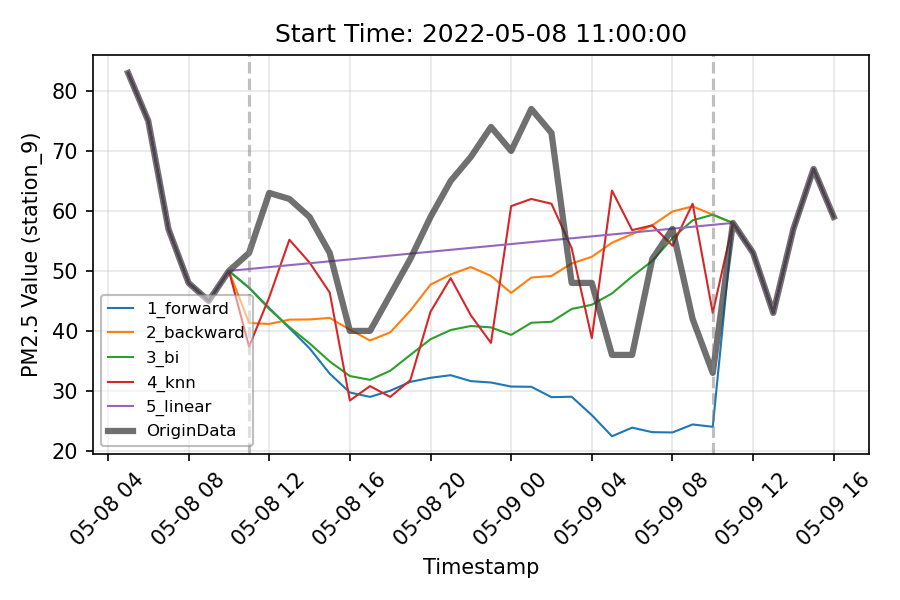 Start Time: 2022-05-08 11:00:00
PM2.5 Value (station_9)
80
70
60
50
40
30
20
1_forward
2_backward
3_bi
4_knn
5_linear
OriginData
05-08 04
05-08 08
05-08 12
05-08 16
05-08 20
05-09 00
05-09 04
05-09 08
05-09 12
05-09 16
Timestamp